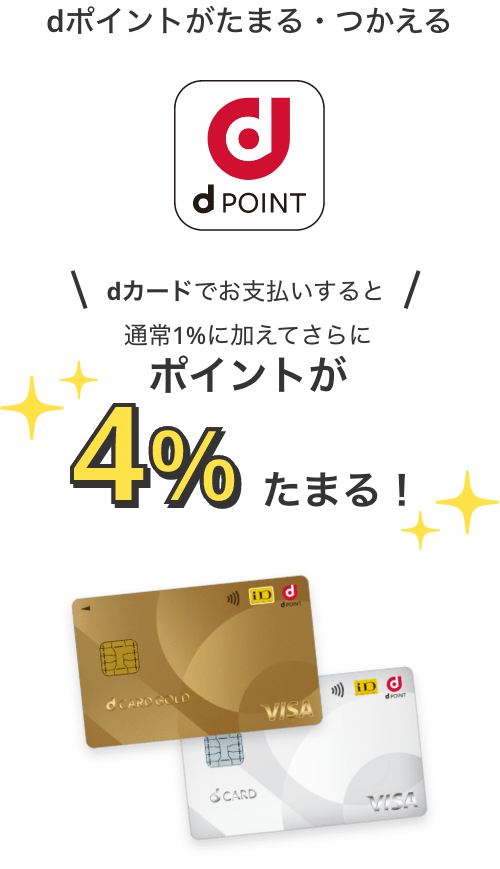 dポイントがたまる・つかえる
d
d POINT
dカードでお支払いすると
通常1%に加えてさらに
ポイントが
4% たまる！
iD
d POINT
d CARD GOLD
VISA
iD
d POINT
d CARD
VISA